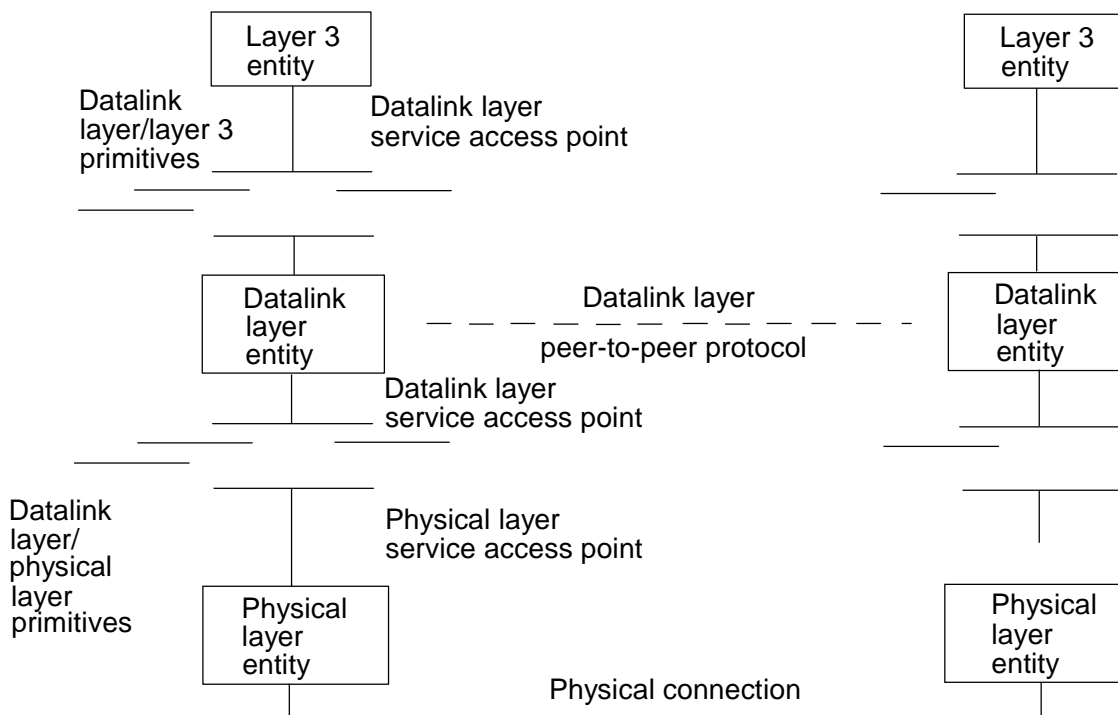 Layer 3
entity
Layer 3
entity
Datalink
layer/layer 3
primitives
Datalink layer
service access point
Datalink
layer
entity
Datalink layer
peer-to-peer protocol
Datalink
layer
entity
Datalink layer
service access point
Datalink
layer/
physical
layer
primitives
Physical layer
service access point
Physical
layer
entity
Physical connection
Physical
layer
entity